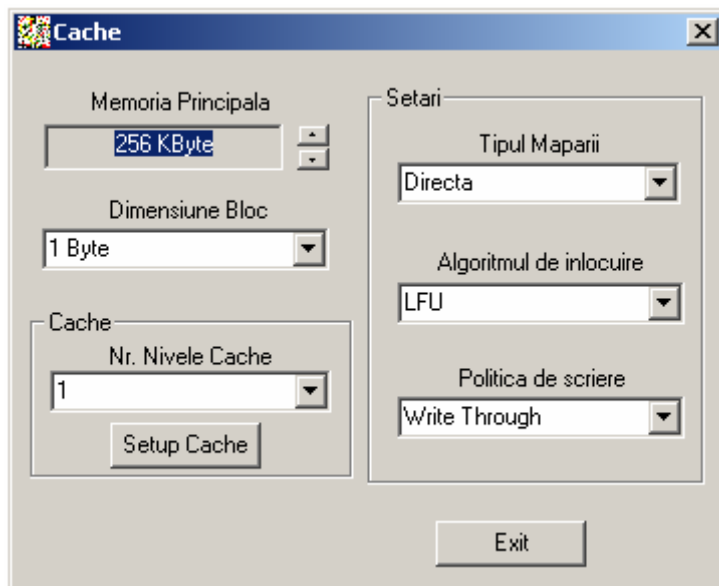 Cache
Memoria Principala
256 KByte
Dimensiune Bloc
1 Byte
Cache
Nr. Nivele Cache
1
Setup Cache
Setari
Tipul Maparii
Directa
Algoritmul de inlocuire
LFU
Politica de scriere
Write Through
Exit